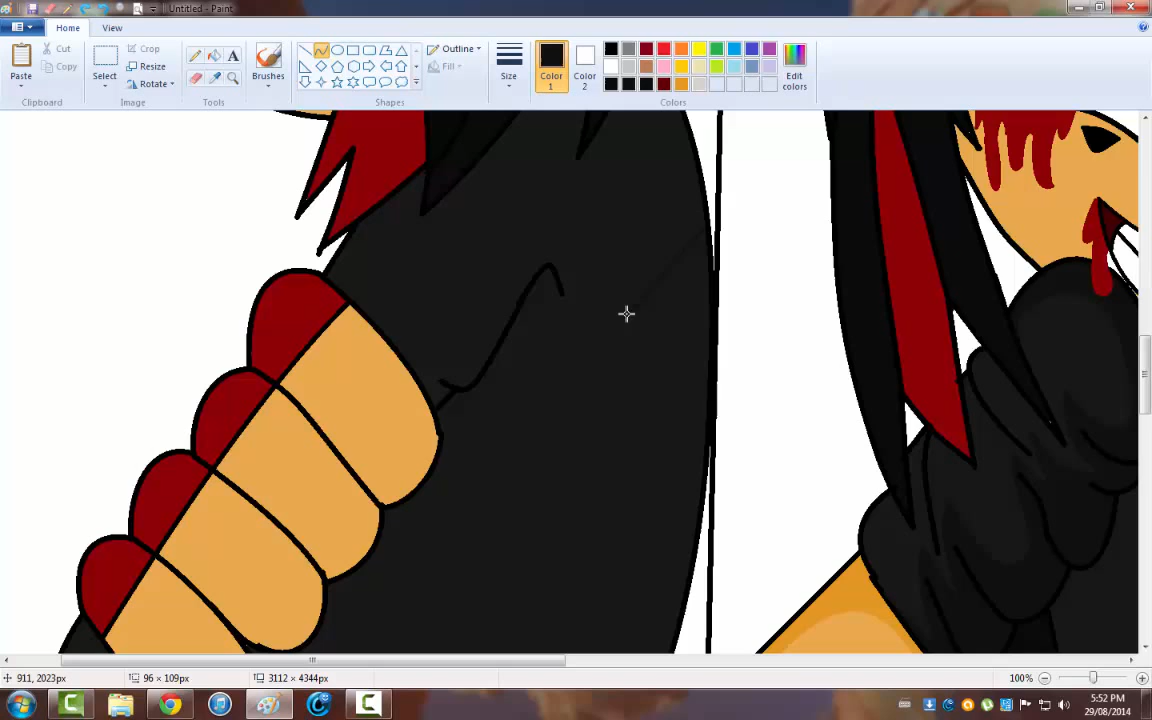 Untitled - Paint
Home
View
Paste
Cut
Copy
Clipboard
Select
Crop
Resize
Rotate
Image
A
Tools
Brushes
Outline
Fill
Shapes
Size
Color
1
Color
2
Edit
colors
Colors
911, 2023px
96 × 109px
3112 × 4344px
100%
5:52 PM
29/08/2014